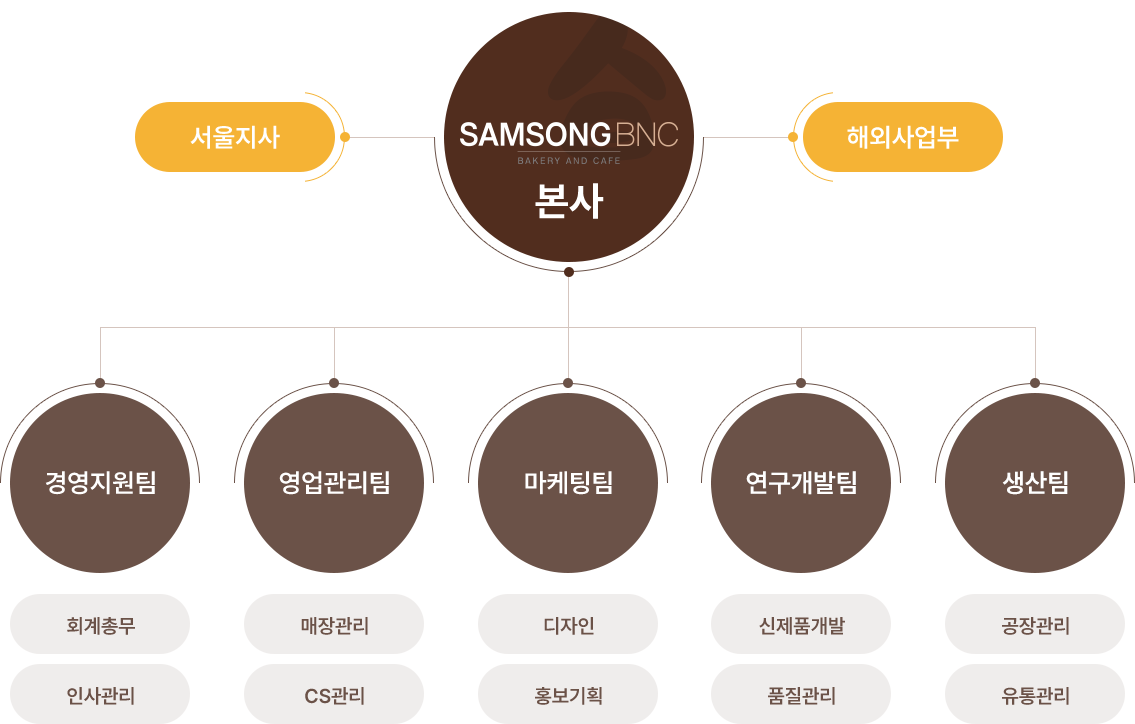 서울지사
SAMSONG BNC
BAKERY AND CAFE
본사
해외사업부
경영지원팀
영업관리팀
마케팅팀
연구개발팀
생산팀
회계총무
매장관리
디자인
신제품개발
공장관리
인사관리
CS관리
홍보기획
품질관리
유통관리